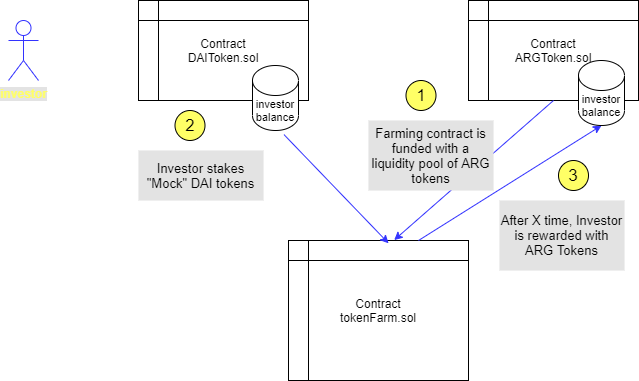 Contract
DAIToken.sol
investor
balance
Contract
ARGToken.sol
investor
balance
investor
1
2
Farming contract is
funded with a
liquidity pool of ARG
tokens
Investor stakes
"Mock" DAI tokens
3
After X time, Investor
is rewarded with
ARG Tokens
Contract
tokenFarm.sol